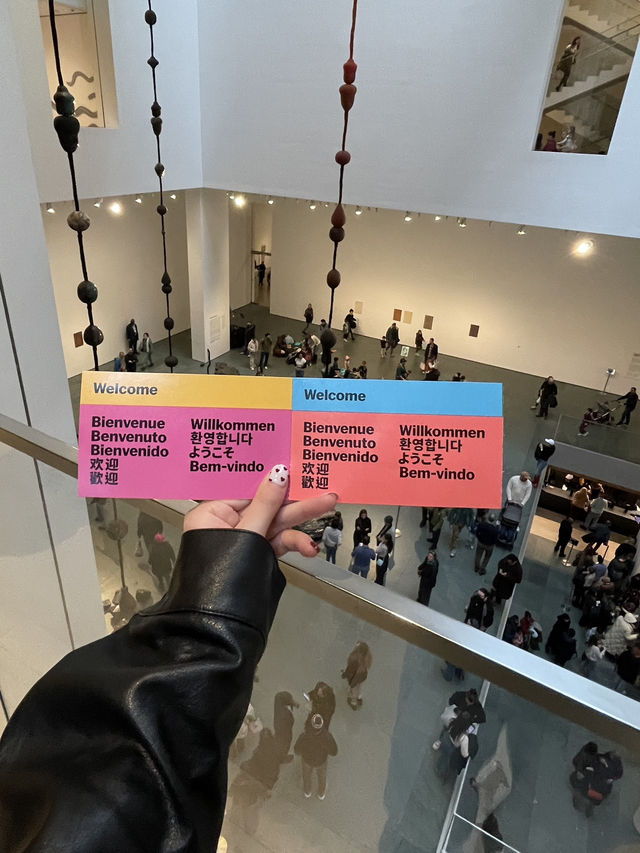 Welcome
Bienvenue
Benvenuto
Bienvenido
欢迎
歡迎
Willkommen
환영합니다
ようこそ
Bem-vindo
Welcome
Bienvenue
Benvenuto
Bienvenido
欢迎
歡迎
Willkommen
환영합니다
ようこそ
Bem-vindo